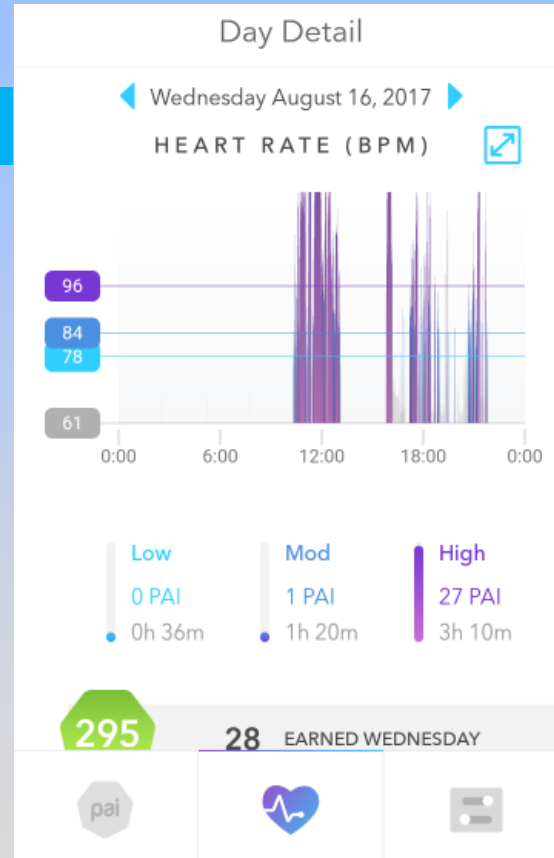 Day Detail
Wednesday August 16, 2017
HEART RATE (BPM)
96
84
78
61
0:00 6:00 12:00 18:00 0:00
Low Mod High
0 PAI 1 PAI 27 PAI
0h 36m 1h 20m 3h 10m
295 28 EARNED WEDNESDAY
pai